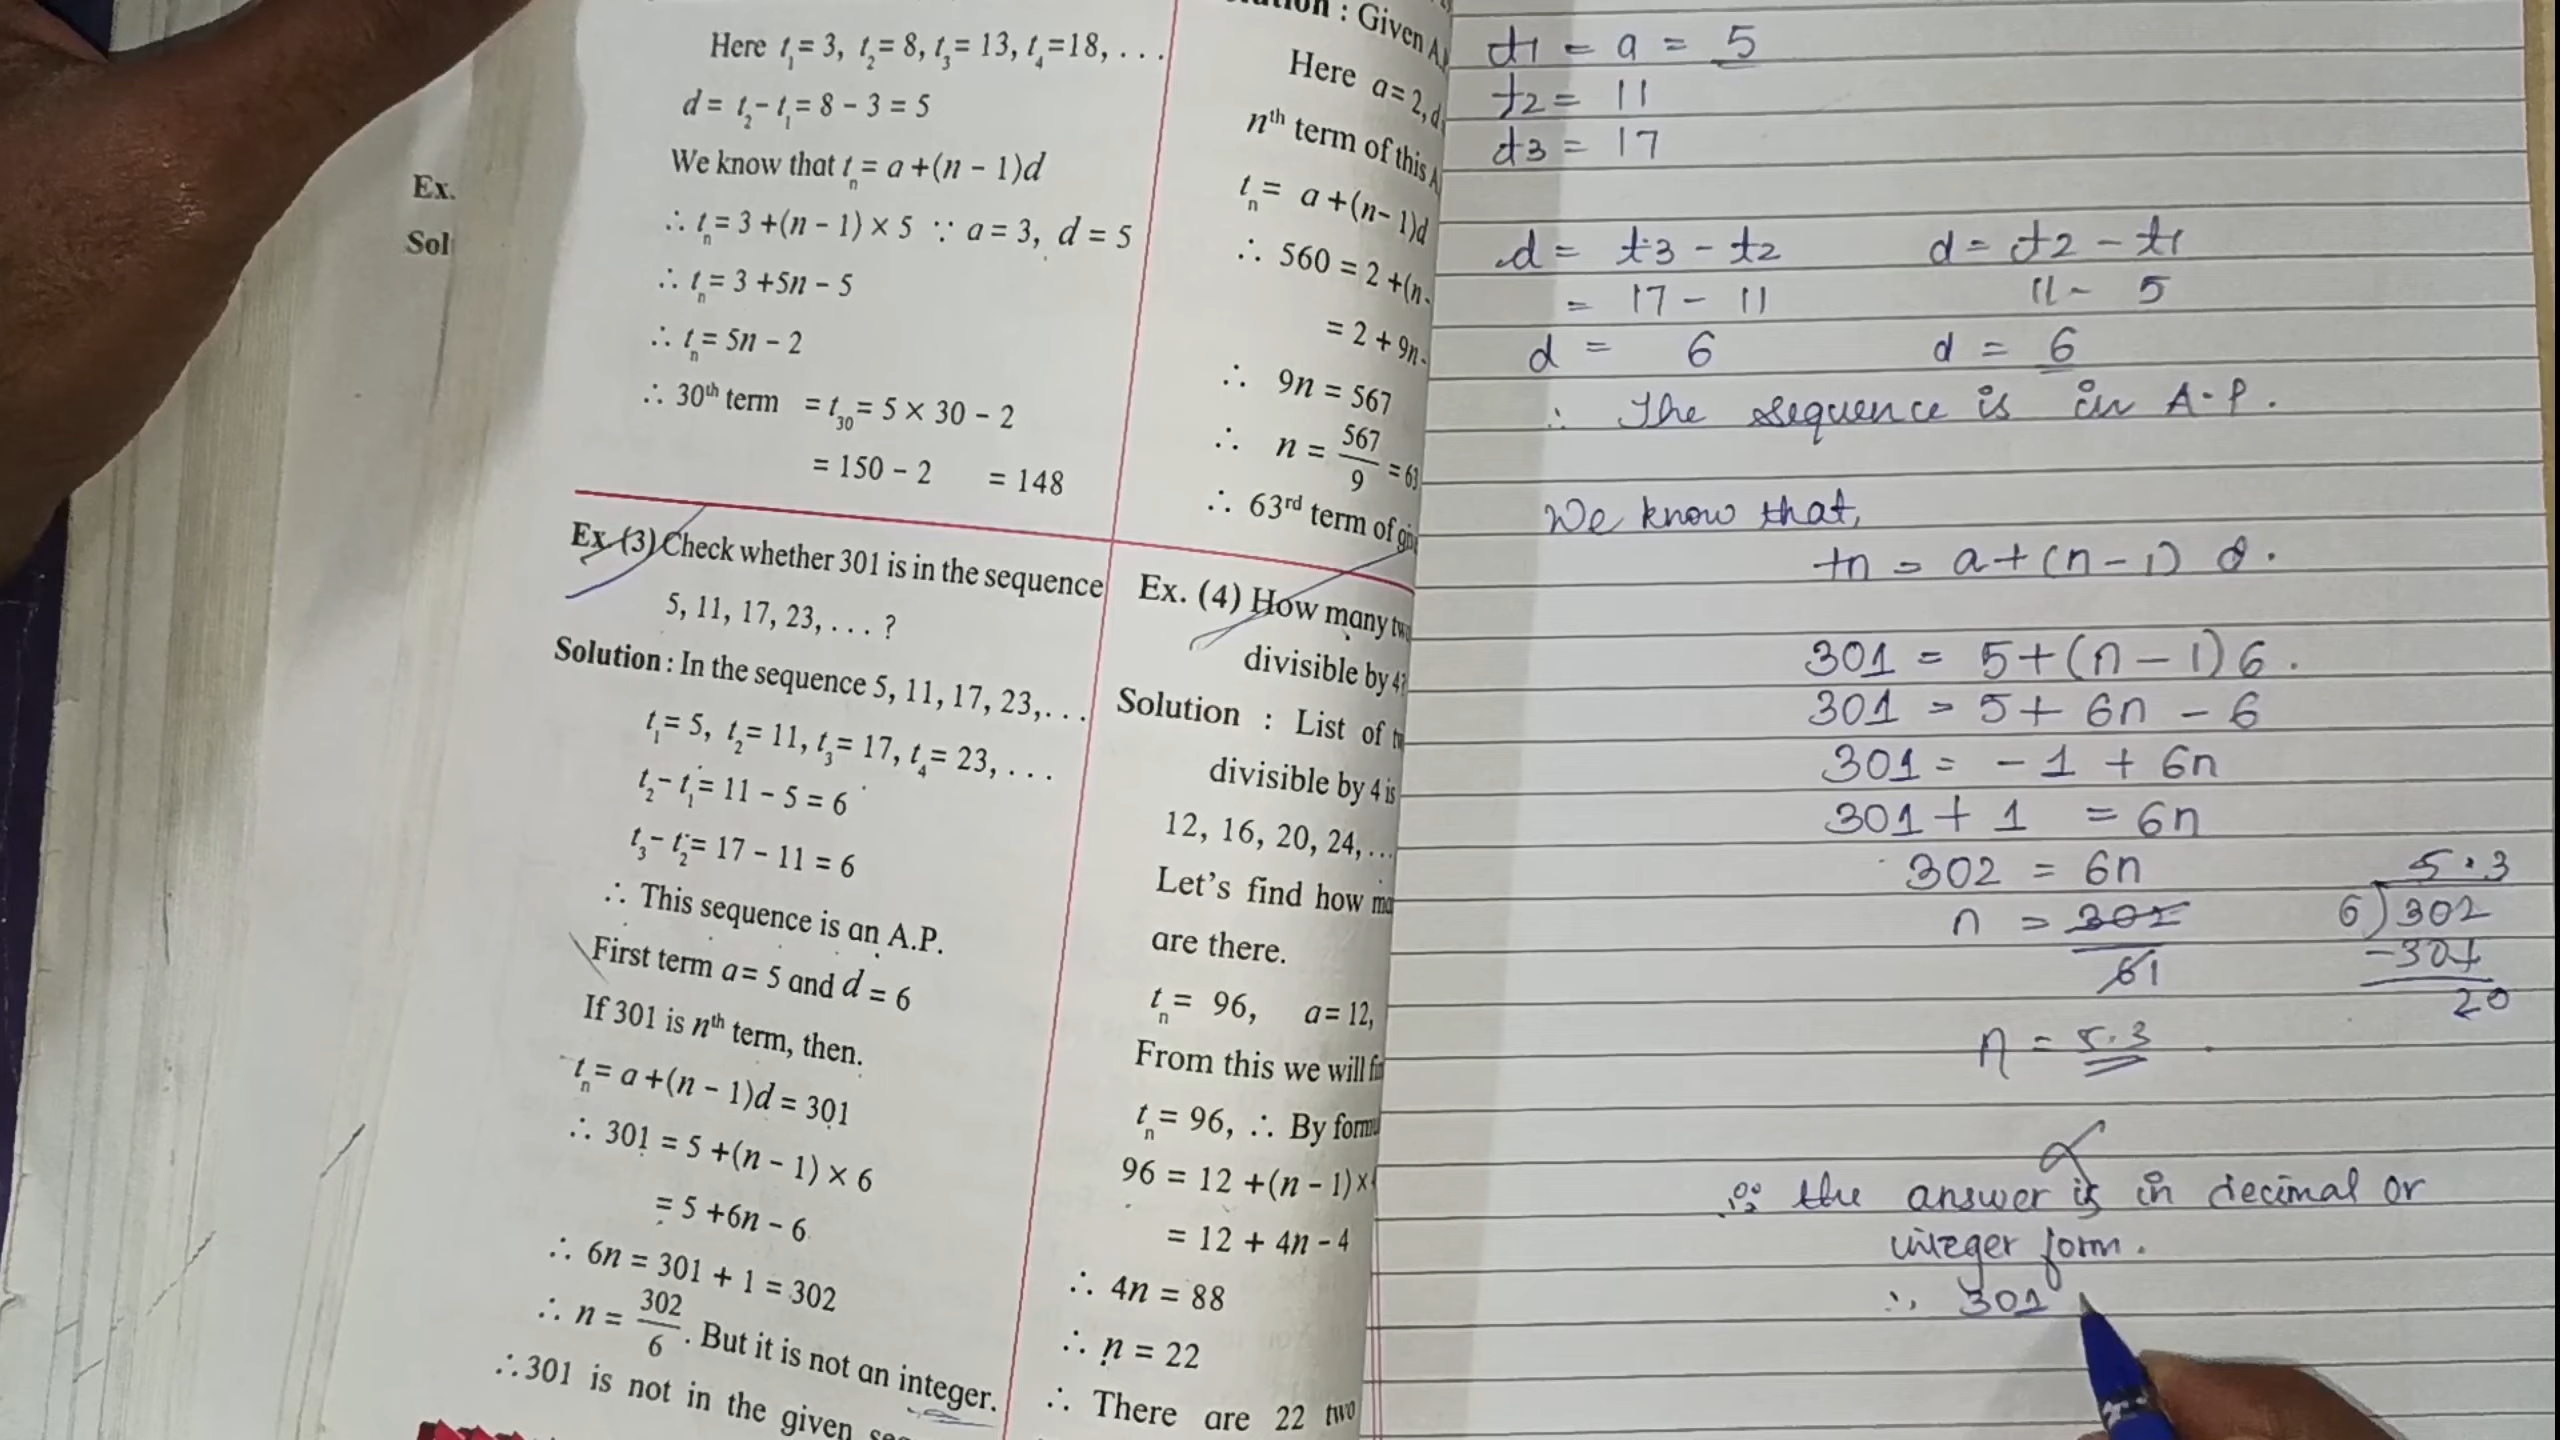 Here t₁ = 3, t₂ = 8, t₃ = 13, t₄ = 18, . . .
d = t₂ - t₁ = 8 - 3 = 5
We know that tₙ = a + (n - 1)d
∴ tₙ = 3 + (n - 1) × 5 ∵ a = 3, d = 5
∴ tₙ = 3 + 5n - 5
∴ tₙ = 5n - 2
∴ 30th term = t₃₀ = 5 × 30 - 2
= 150 - 2 = 148
Ex. (3) Check whether 301 is in the sequence
5, 11, 17, 23, . . . ?
Solution : In the sequence 5, 11, 17, 23, . . .
t₁ = 5, t₂ = 11, t₃ = 17, t₄ = 23, . . .
t₂ - t₁ = 11 - 5 = 6
t₃ - t₂ = 17 - 11 = 6
∴ This sequence is an A.P.
First term a = 5 and d = 6
If 301 is nth term, then.
tₙ = a + (n - 1)d = 301
∴ 301 = 5 + (n - 1) × 6
= 5 + 6n - 6
∴ 6n = 301 + 1 = 302
∴ n = 302/6 . But it is not an integer.
∴ 301 is not in the given
Ex.
Sol
: Given A.
Here a = 2, d
nth term of this A
tₙ = a + (n - 1)d
∴ 560 = 2 + (n -
= 2 + 9n -
∴ 9n = 567
∴ n = 567/9 = 63
∴ 63rd term of
Ex. (4) How many
divisible by 4?
Solution : List of
divisible by 4 is
12, 16, 20, 24, . . .
Let's find how
are there.
tₙ = 96, a = 12,
From this we will
tₙ = 96, ∴ By
96 = 12 + (n - 1) ×
= 12 + 4n - 4
∴ 4n = 88
∴ n = 22
∴ There are 22 two
t1 = a = 5
t2 = 11
t3 = 17
d = t3 - t2 d = t2 - t1
= 17 - 11 11 - 5
d = 6 d = 6
∴ The sequence is in A.P.
We know that,
tn = a + (n - 1) d.
301 = 5 + (n - 1) 6.
301 = 5 + 6n - 6
301 = - 1 + 6n
301 + 1 = 6n
302 = 6n
n = 302
61
n = 5.3
5.3
6)302
-301
20
∵ the answer is in decimal or
integer form.
∴ 301